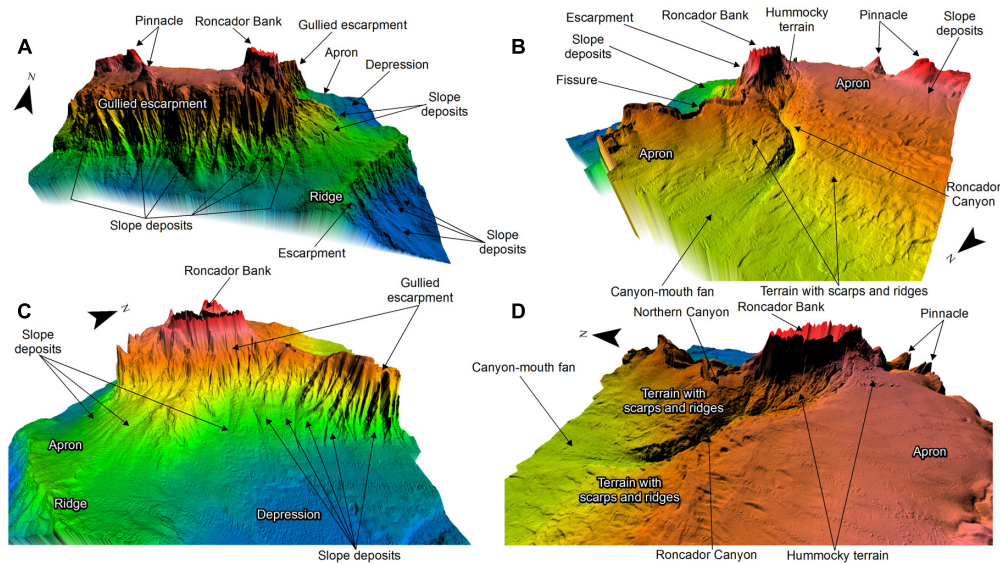 A
Pinnacle
Roncador Bank
Gullied escarpment
Apron
Depression
N
Gullied escarpment
Slope
deposits
Ridge
Slope deposits
Escarpment
Slope
deposits
B
Escarpment
Roncador Bank
Hummocky
terrain
Pinnacle
Slope
deposits
Slope
deposits
Fissure
Apron
Apron
Roncador
Canyon
N
Canyon-mouth fan
Terrain with scarps and ridges
C
Roncador Bank
N
Gullied
escarpment
Slope
deposits
Apron
Ridge
Depression
Slope deposits
D
Northern Canyon
Roncador Bank
Pinnacle
N
Canyon-mouth fan
Terrain with
scarps and ridges
Apron
Terrain with
scarps and ridges
Roncador Canyon
Hummocky terrain